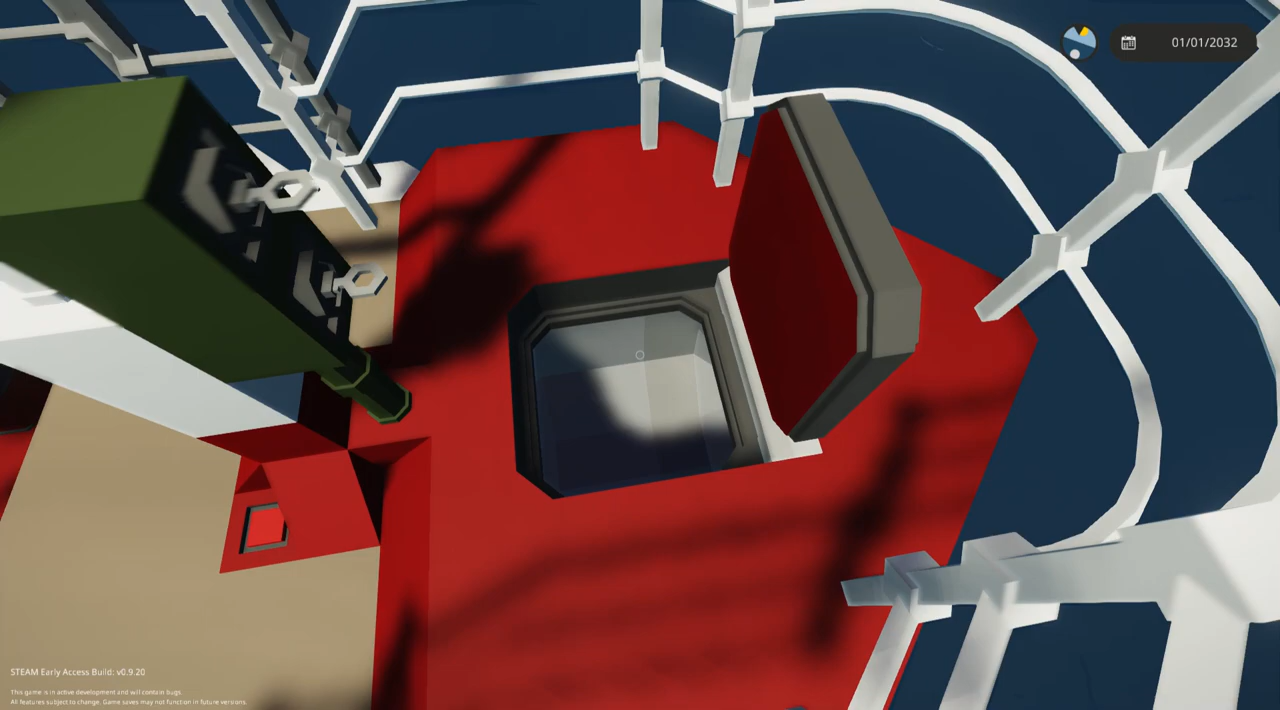 01/01/2032
STEAM Early Access Build: v0.9.20
This game is in active development and will contain bugs.
All features subject to change. Game saves may not function in future versions.